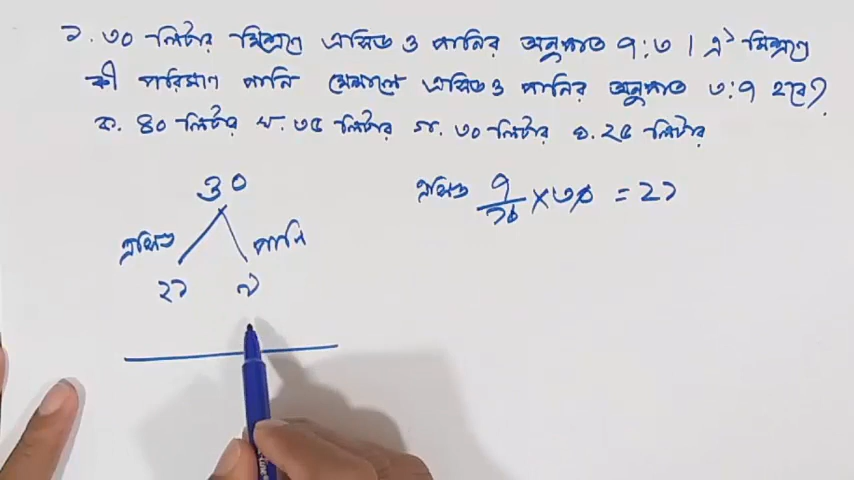 ১. ৩০ লিটার মিশ্রণে এসিড ও পানির অনুপাত ৭:৩। ঐ মিশ্রণে
কী পরিমাণ পানি মেশালে এসিড ও পানির অনুপাত ৩:৭ হবে?
ক. ৪০ লিটার খ. ৩৫ লিটার গ. ৩০ লিটার ঘ. ২৫ লিটার
৩০
এসিড ৭/১০ × ৩০ = ২১
এসিড পানি
২১ ৯